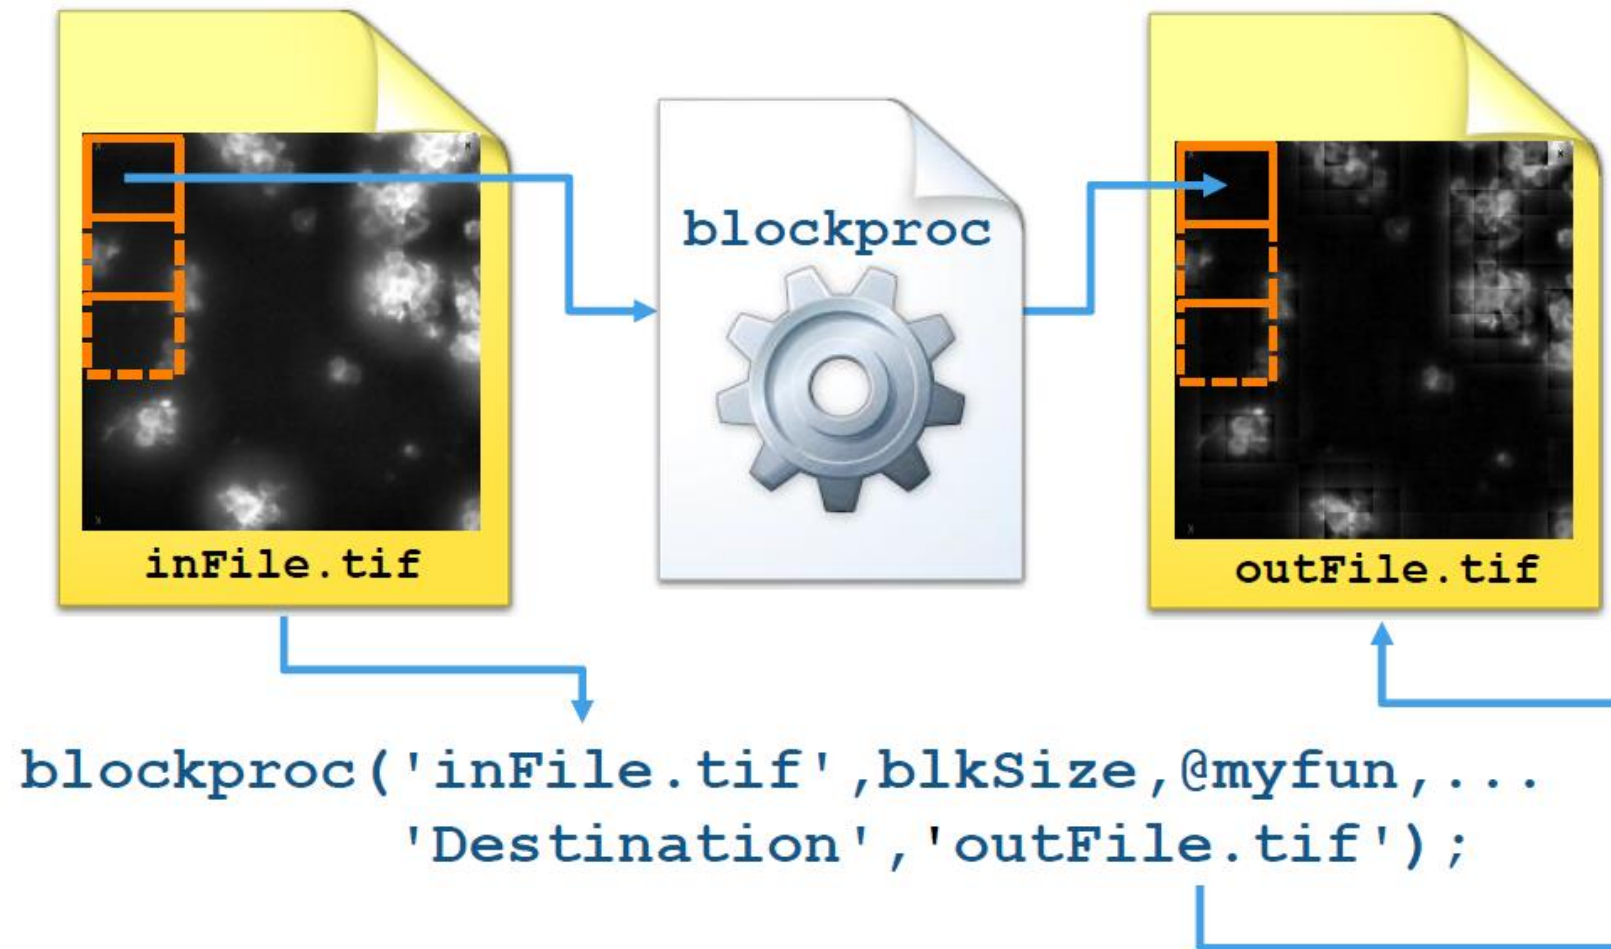 blockproc
inFile.tif
outFile.tif
blockproc('inFile.tif',blkSize,@myfun,...
'Destination','outFile.tif');